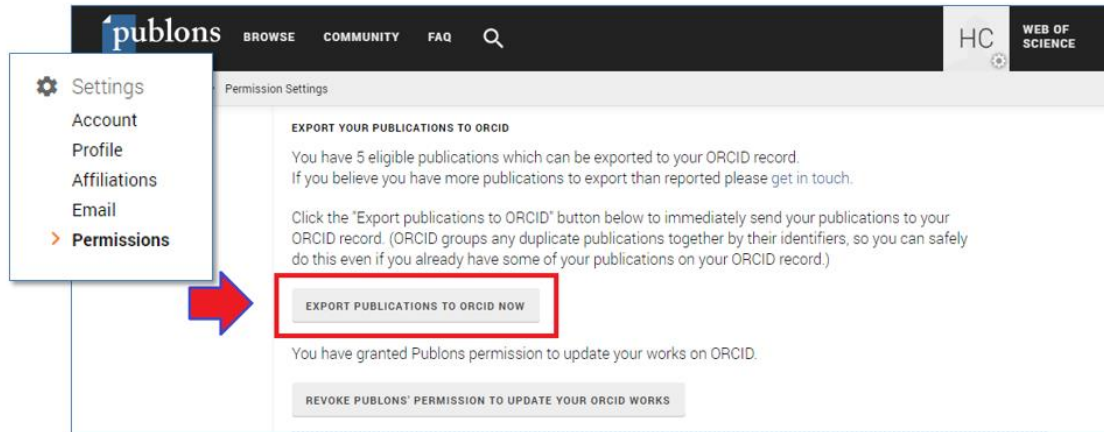 publons BROWSE COMMUNITY FAQ HC WEB OF SCIENCE
Settings
Account
Profile
Affiliations
Email
Permissions
Permission Settings
EXPORT YOUR PUBLICATIONS TO ORCID
You have 5 eligible publications which can be exported to your ORCID record.
If you believe you have more publications to export than reported please get in touch.
Click the "Export publications to ORCID" button below to immediately send your publications to your
ORCID record. (ORCID groups any duplicate publications together by their identifiers, so you can safely
do this even if you already have some of your publications on your ORCID record.)
EXPORT PUBLICATIONS TO ORCID NOW
You have granted Publons permission to update your works on ORCID.
REVOKE PUBLONS' PERMISSION TO UPDATE YOUR ORCID WORKS